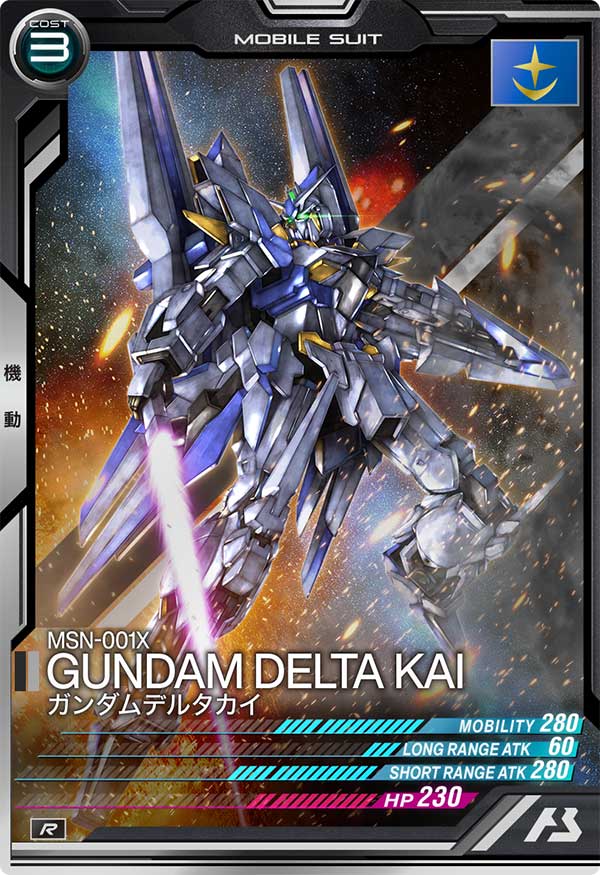 COST
3
MOBILE SUIT
機動
MSN-001X
GUNDAM DELTA KAI
ガンダムデルタカイ
MOBILITY 280
LONG RANGE ATK 60
SHORT RANGE ATK 280
HP 230
R